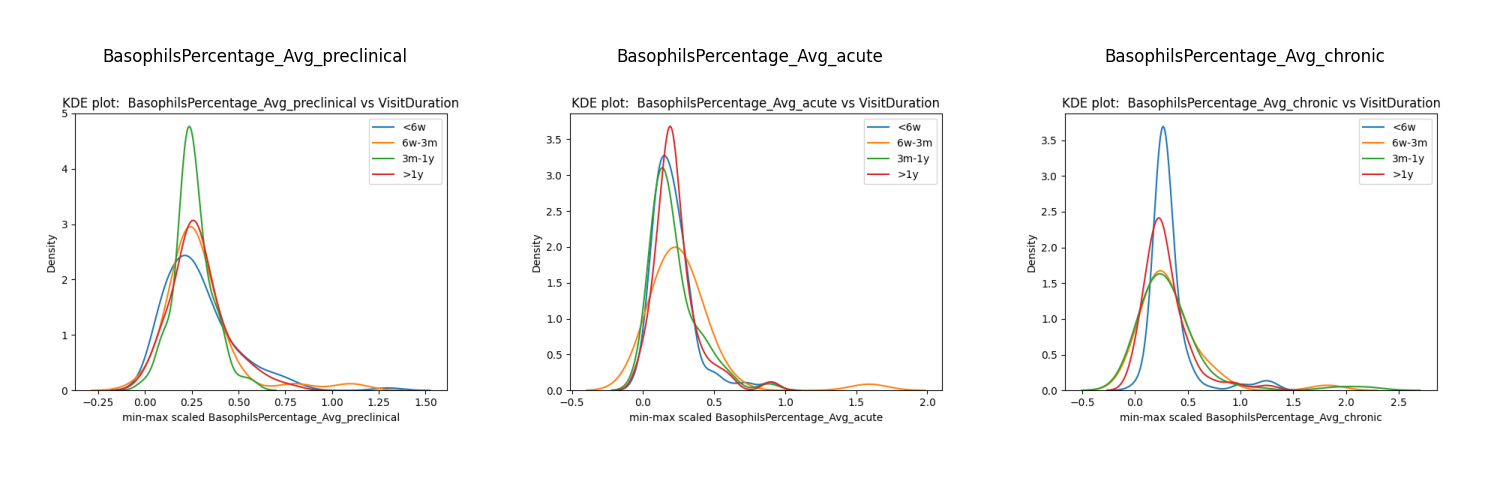 BasophilsPercentage_Avg_preclinical
BasophilsPercentage_Avg_acute
BasophilsPercentage_Avg_chronic
KDE plot:  BasophilsPercentage_Avg_preclinical vs VisitDuration
5
4
3
2
1
0
Density
<6w
6w-3m
3m-1y
>1y
−0.25 0.00 0.25 0.50 0.75 1.00 1.25 1.50
min-max scaled BasophilsPercentage_Avg_preclinical
KDE plot:  BasophilsPercentage_Avg_acute vs VisitDuration
3.5
3.0
2.5
2.0
1.5
1.0
0.5
0.0
Density
<6w
6w-3m
3m-1y
>1y
−0.5 0.0 0.5 1.0 1.5 2.0
min-max scaled BasophilsPercentage_Avg_acute
KDE plot:  BasophilsPercentage_Avg_chronic vs VisitDuration
3.5
3.0
2.5
2.0
1.5
1.0
0.5
0.0
Density
<6w
6w-3m
3m-1y
>1y
−0.5 0.0 0.5 1.0 1.5 2.0 2.5
min-max scaled BasophilsPercentage_Avg_chronic